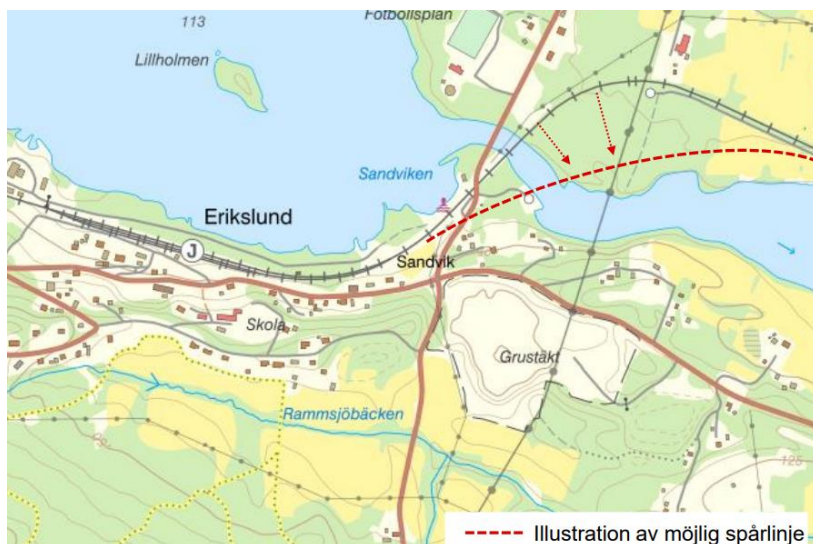 Fotbollsplan
113
Lillholmen
Sandviken
Erikslund
J
Sandvik
Skola
Grustäkt
Rammsjöbäcken
125
Illustration av möjlig spårlinje